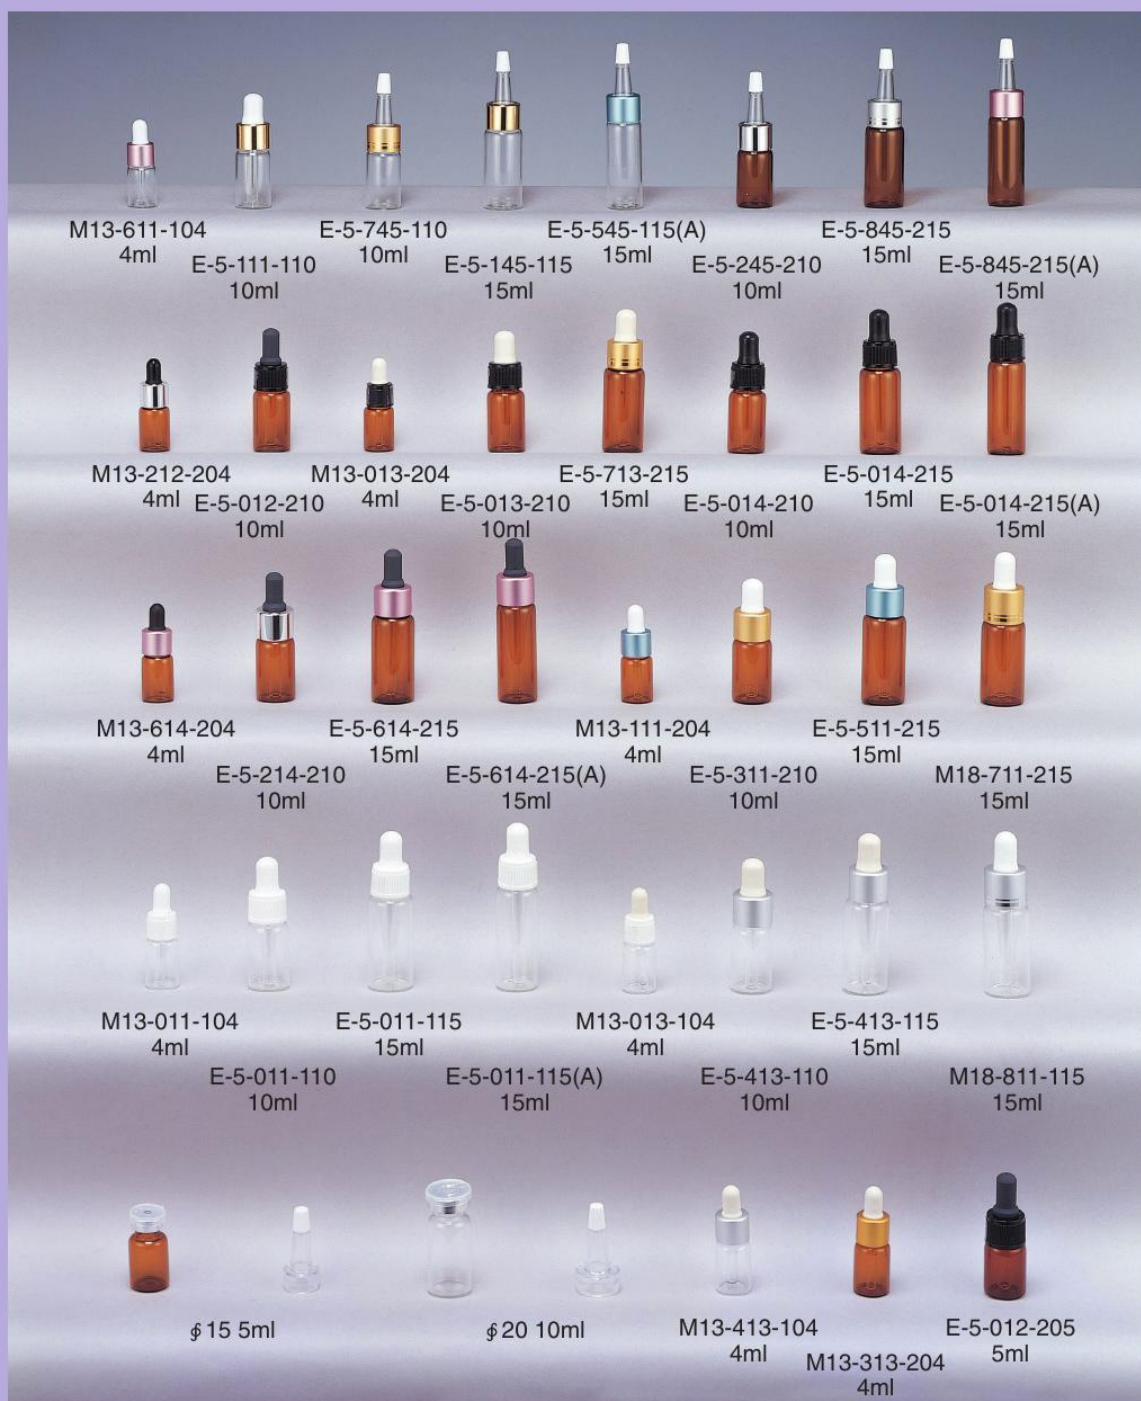 M13-611-104
4ml
E-5-111-110
10ml
E-5-745-110
10ml
E-5-145-115
15ml
E-5-545-115(A)
15ml
E-5-245-210
10ml
E-5-845-215
15ml
E-5-845-215(A)
15ml
M13-212-204
4ml
E-5-012-210
10ml
M13-013-204
4ml
E-5-013-210
10ml
E-5-713-215
15ml
E-5-014-210
10ml
E-5-014-215
15ml
E-5-014-215(A)
15ml
M13-614-204
4ml
E-5-214-210
10ml
E-5-614-215
15ml
E-5-614-215(A)
15ml
M13-111-204
4ml
E-5-311-210
10ml
E-5-511-215
15ml
M18-711-215
15ml
M13-011-104
4ml
E-5-011-110
10ml
E-5-011-115
15ml
E-5-011-115(A)
15ml
M13-013-104
4ml
E-5-413-110
10ml
E-5-413-115
15ml
M18-811-115
15ml
∮15 5ml
∮20 10ml
M13-413-104
4ml
M13-313-204
4ml
E-5-012-205
5ml